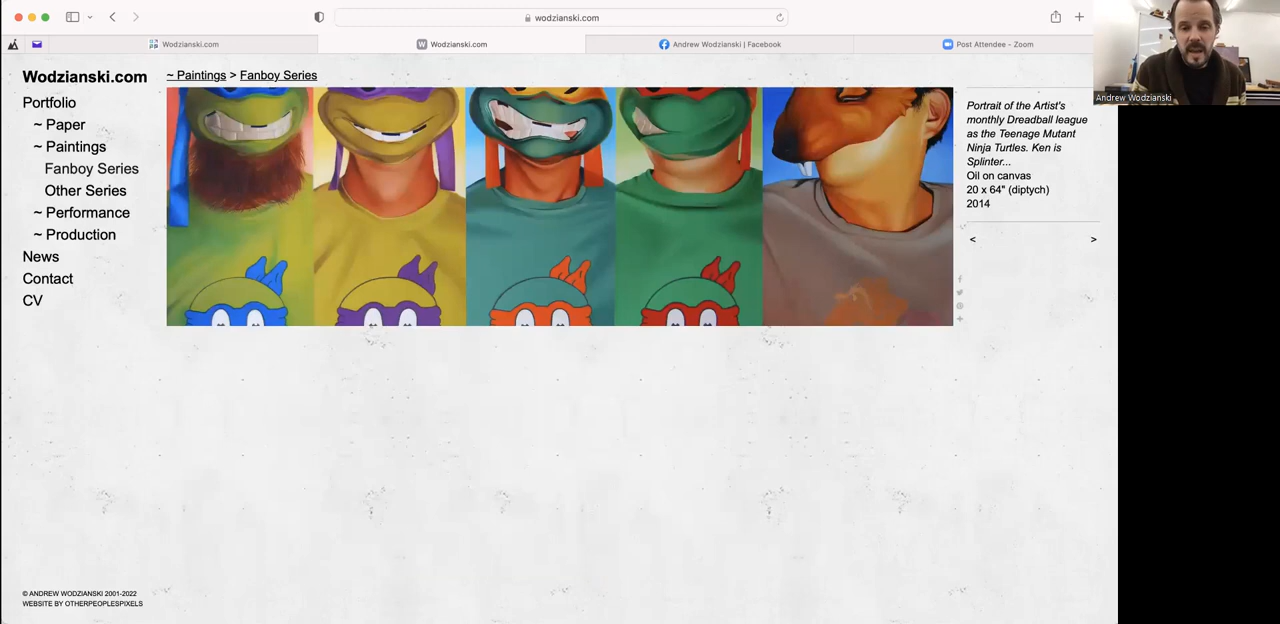 wodzianski.com
Wodzianski.com
Wodzianski.com
Andrew Wodzianski | Facebook
Post Attendee - Zoom
Andrew Wodzianski
Wodzianski.com
~ Paintings > Fanboy Series
Portfolio
~ Paper
~ Paintings
Fanboy Series
Other Series
~ Performance
~ Production
News
Contact
CV
Portrait of the Artist's
monthly Dreadball league
as the Teenage Mutant
Ninja Turtles. Ken is
Splinter...
Oil on canvas
20 x 64" (diptych)
2014
< >
© ANDREW WODZIANSKI 2001-2022
WEBSITE BY OTHERPEOPLESPIXELS